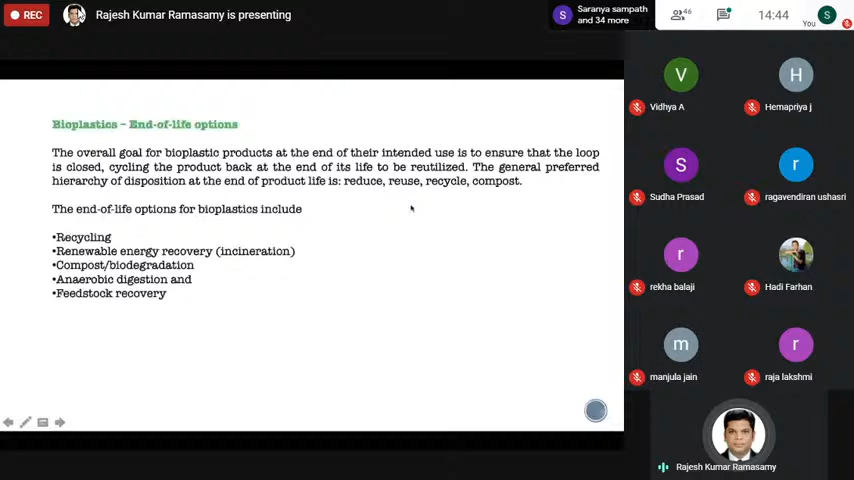 REC
Rajesh Kumar Ramasamy is presenting
S
Saranya sampath
and 34 more
46
14:44
You
S
Bioplastics – End-of-life options
The overall goal for bioplastic products at the end of their intended use is to ensure that the loop
is closed, cycling the product back at the end of its life to be reutilized. The general preferred
hierarchy of disposition at the end of product life is: reduce, reuse, recycle, compost.
The end-of-life options for bioplastics include
•Recycling
•Renewable energy recovery (incineration)
•Compost/biodegradation
•Anaerobic digestion and
•Feedstock recovery
V
Vidhya A
H
Hemapriya j
S
Sudha Prasad
r
ragavendiran ushasri
r
rekha balaji
Hadi Farhan
m
manjula jain
r
raja lakshmi
Rajesh Kumar Ramasamy